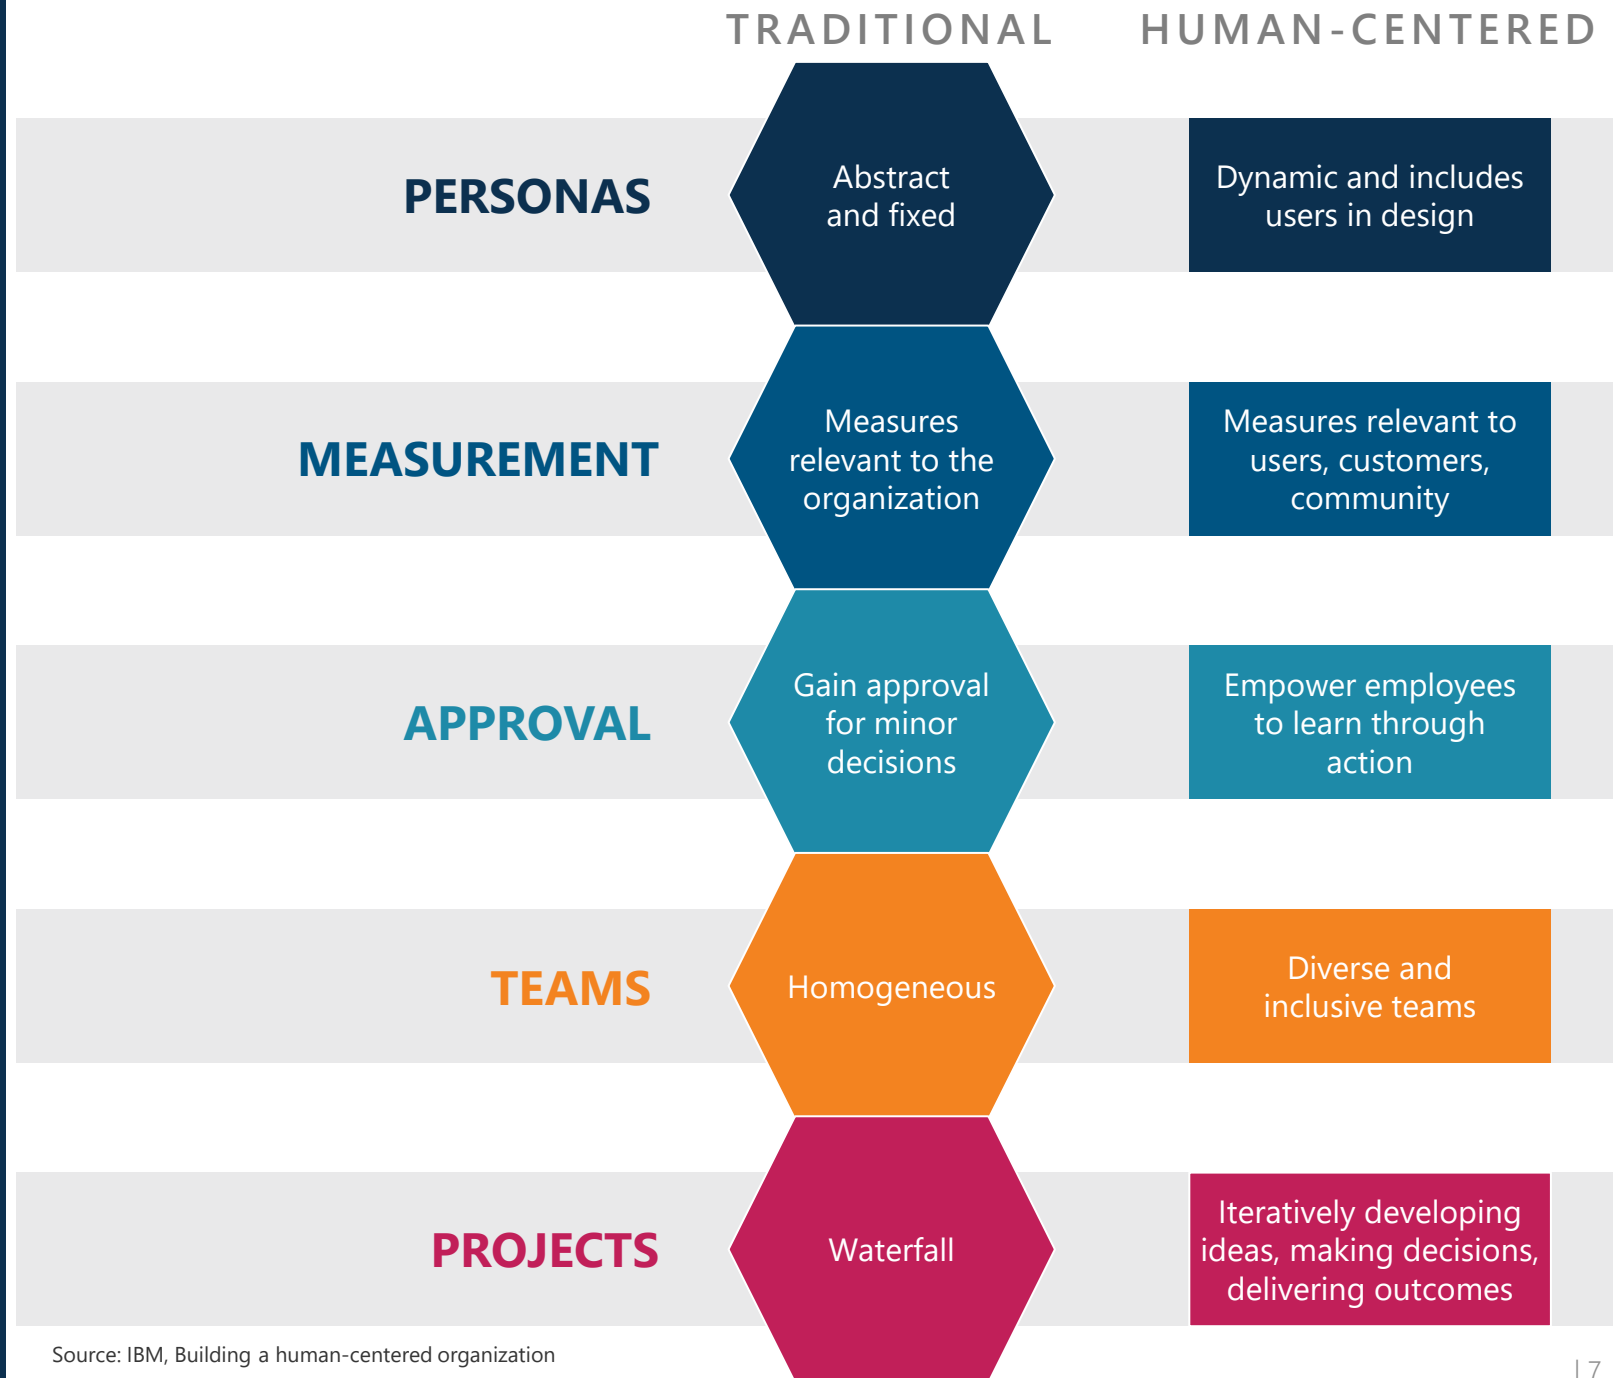 TRADITIONAL
HUMAN-CENTERED
PERSONAS
Abstract
and fixed
Dynamic and includes
users in design
MEASUREMENT
Measures
relevant to the
organization
Measures relevant to
users, customers,
community
APPROVAL
Gain approval
for minor
decisions
Empower employees
to learn through
action
TEAMS
Homogeneous
Diverse and
inclusive teams
PROJECTS
Waterfall
Iteratively developing
ideas, making decisions,
delivering outcomes
Source: IBM, Building a human-centered organization
| 7